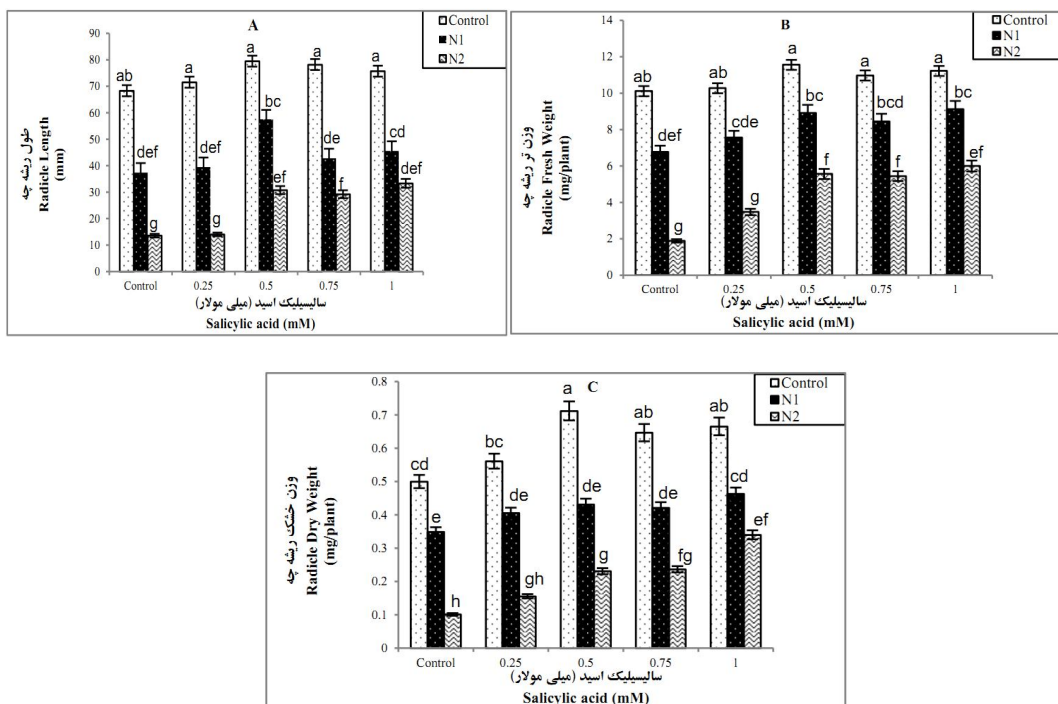 A
Control
N1
N2
طول ریشه چه
Radicle Length
(mm)
90
80
70
60
50
40
30
20
10
0
ab
def
g
a
def
g
a
bc
ef
a
de
f
a
cd
def
Control
0.25
0.5
0.75
1
سالیسیلیک اسید (میلی مولار)
Salicylic acid (mM)
B
Control
N1
N2
وزن تر ریشه چه
Radicle Fresh Weight
(mg/plant)
14
12
10
8
6
4
2
0
ab
def
g
ab
cde
g
a
bc
f
a
bcd
f
a
bc
ef
Control
0.25
0.5
0.75
1
سالیسیلیک اسید (میلی مولار)
Salicylic acid (mM)
C
Control
N1
N2
وزن خشک ریشه چه
Radicle Dry Weight
(mg/plant)
0.8
0.7
0.6
0.5
0.4
0.3
0.2
0.1
0
cd
e
h
bc
de
gh
a
de
g
ab
de
fg
ab
cd
ef
Control
0.25
0.5
0.75
1
سالیسیلیک اسید (میلی مولار)
Salicylic acid (mM)